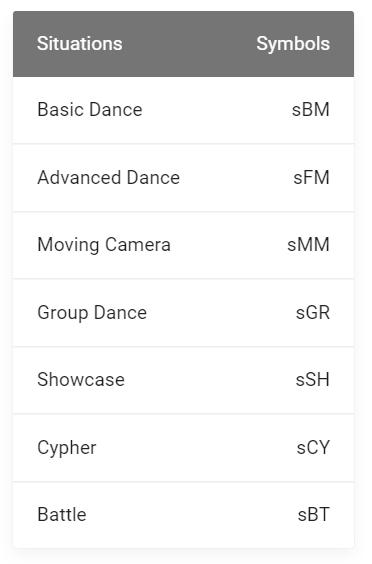 Situations Symbols
Basic Dance sBM
Advanced Dance sFM
Moving Camera sMM
Group Dance sGR
Showcase sSH
Cypher sCY
Battle sBT